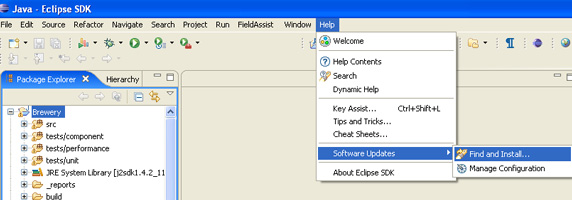 Java - Eclipse SDK
File Edit Source Refactor Navigate Search Project Run FieldAssist Window Help
Welcome
Help Contents
Search
Dynamic Help
Key Assist... Ctrl+Shift+L
Tips and Tricks...
Cheat Sheets...
Software Updates
Find and Install...
Manage Configuration
About Eclipse SDK
Package Explorer Hierarchy
Brewery
src
tests/component
tests/performance
tests/unit
JRE System Library [j2sdk1.4.2_11
_reports
build